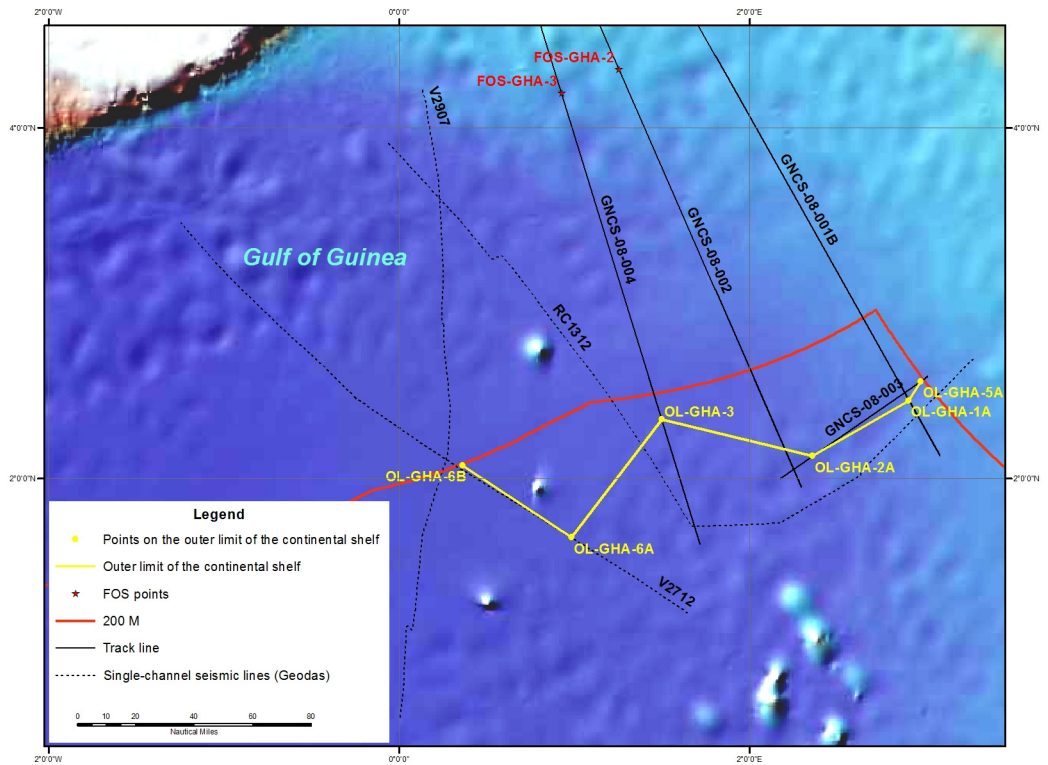 2°0'0"W
0°0'0"
2°0'0"E
FOS-GHA-2
FOS-GHA-3
V2907
4°0'0"N
4°0'0"N
GNCS-08-001B
GNCS-08-004
GNCS-08-002
Gulf of Guinea
RC1312
GNCS-08-003
OL-GHA-5A
OL-GHA-3
OL-GHA-1A
OL-GHA-2A
OL-GHA-6B
2°0'0"N
2°0'0"N
OL-GHA-6A
V2712
Legend
Points on the outer limit of the continental shelf
Outer limit of the continental shelf
FOS points
200 M
Track line
Single-channel seismic lines (Geodas)
0 5 10 20 40 60 80
Nautical Miles
2°0'0"W
0°0'0"
2°0'0"E